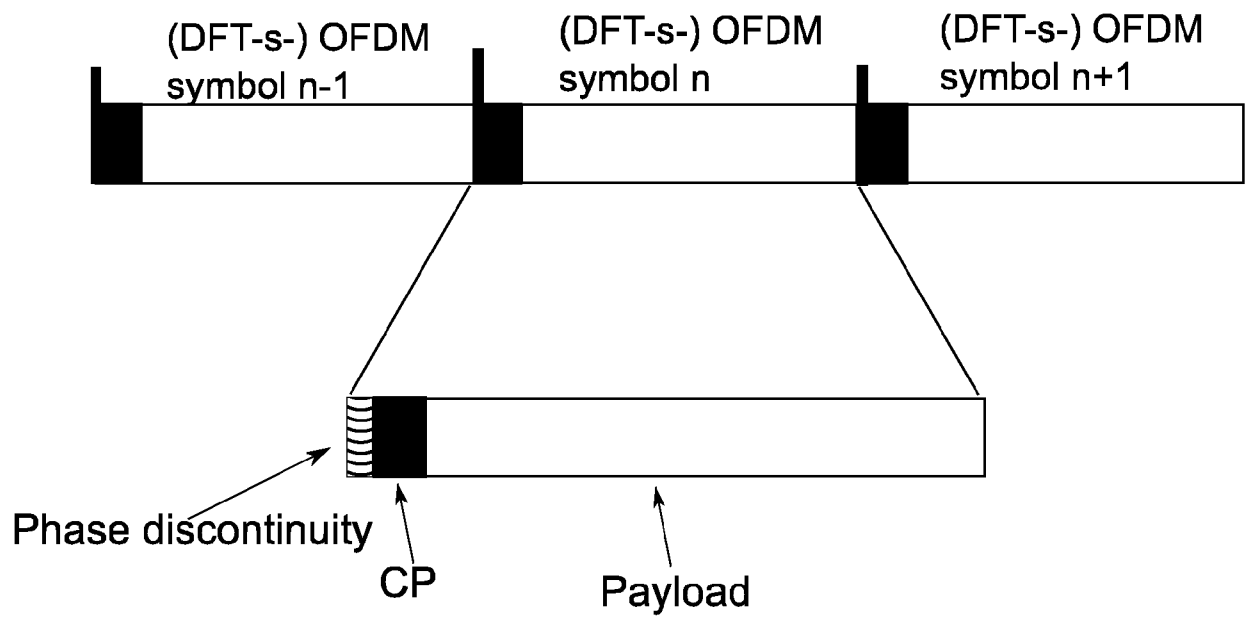 (DFT-s-) OFDM
symbol n-1
(DFT-s-) OFDM
symbol n
(DFT-s-) OFDM
symbol n+1
Phase discontinuity
CP
Payload